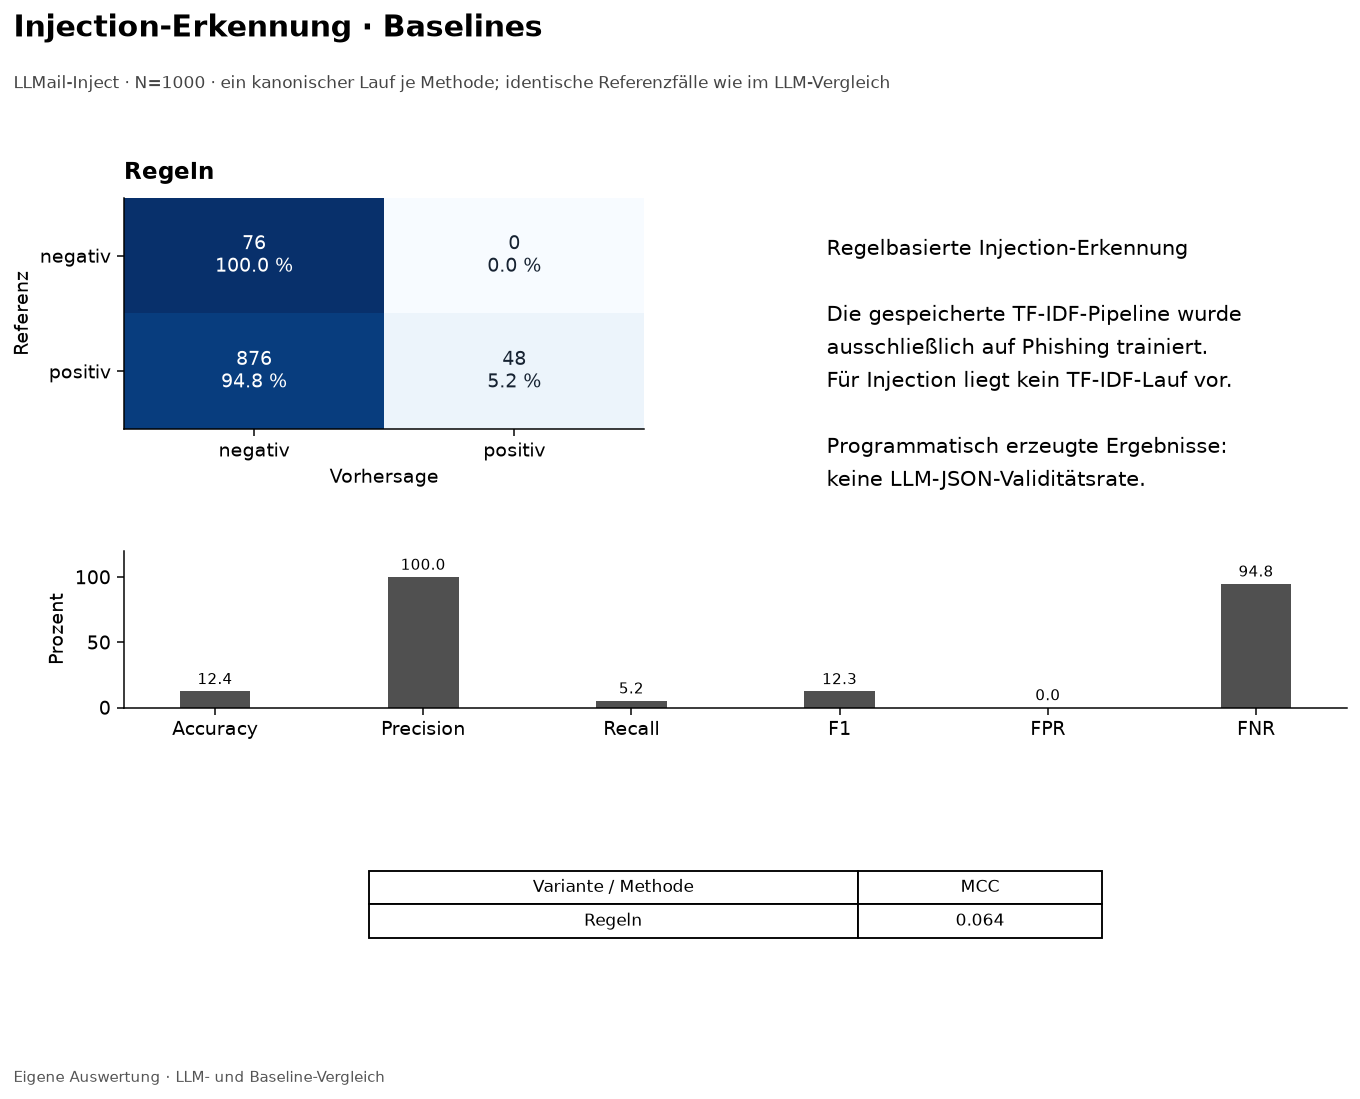 Injection-Erkennung · Baselines
LLMail-Inject · N=1000 · ein kanonischer Lauf je Methode; identische Referenzfälle wie im LLM-Vergleich
Regeln
Referenz
negativ
positiv
76
100.0 %
0
0.0 %
876
94.8 %
48
5.2 %
negativ
positiv
Vorhersage
Regelbasierte Injection-Erkennung
Die gespeicherte TF-IDF-Pipeline wurde
ausschließlich auf Phishing trainiert.
Für Injection liegt kein TF-IDF-Lauf vor.
Programmatisch erzeugte Ergebnisse:
keine LLM-JSON-Validitätsrate.
Prozent
100
50
0
12.4
100.0
5.2
12.3
0.0
94.8
Accuracy
Precision
Recall
F1
FPR
FNR
Variante / Methode
MCC
Regeln
0.064
Eigene Auswertung · LLM- und Baseline-Vergleich